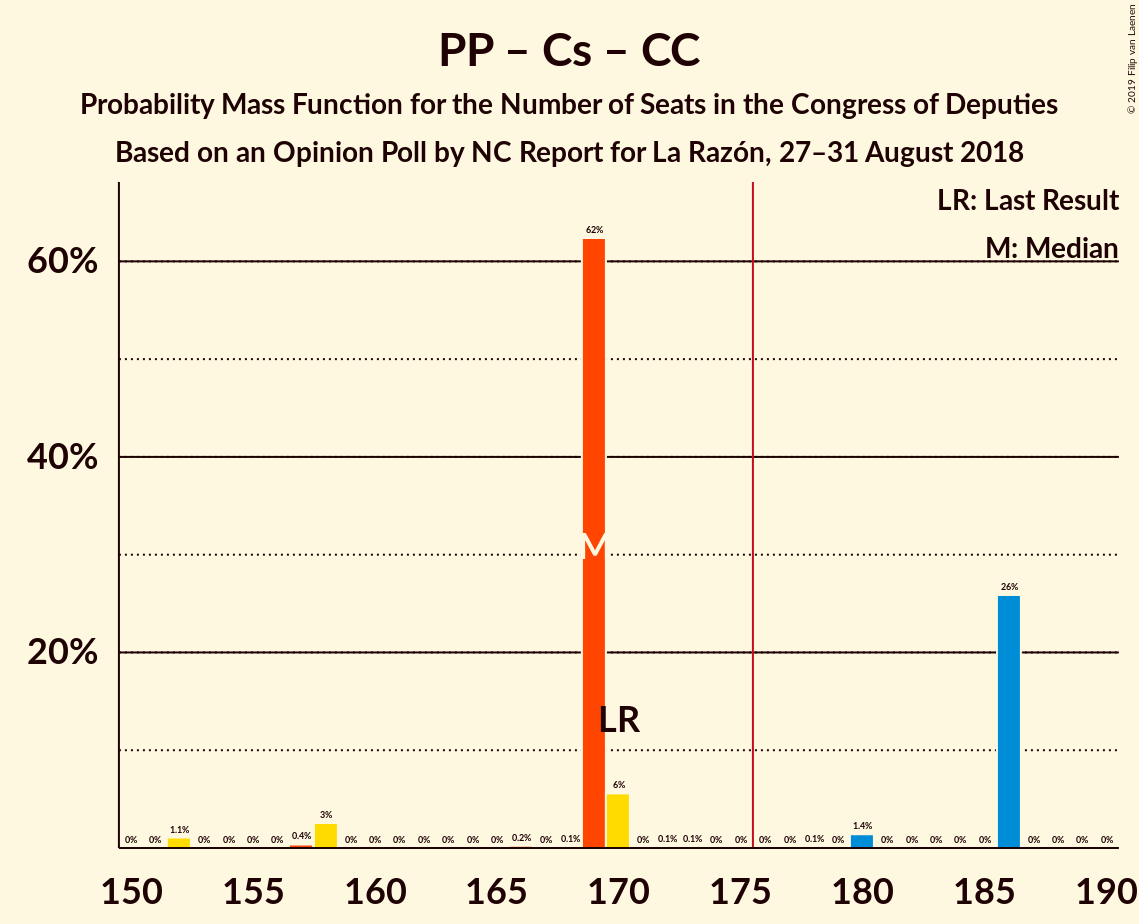 PP – Cs – CC
Probability Mass Function for the Number of Seats in the Congress of Deputies
Based on an Opinion Poll by NC Report for La Razón, 27–31 August 2018
© 2019 Filip van Laenen
LR: Last Result
M: Median
60%
40%
20%
0% 0% 1.1% 0% 0% 0% 0% 0.4% 3% 0% 0% 0% 0% 0% 0% 0% 0.2% 0% 0.1% 62% 6% 0% 0.1% 0.1% 0% 0% 0% 0% 0.1% 0% 1.4% 0% 0% 0% 0% 0% 26% 0% 0% 0% 0%
M
LR
150 155 160 165 170 175 180 185 190